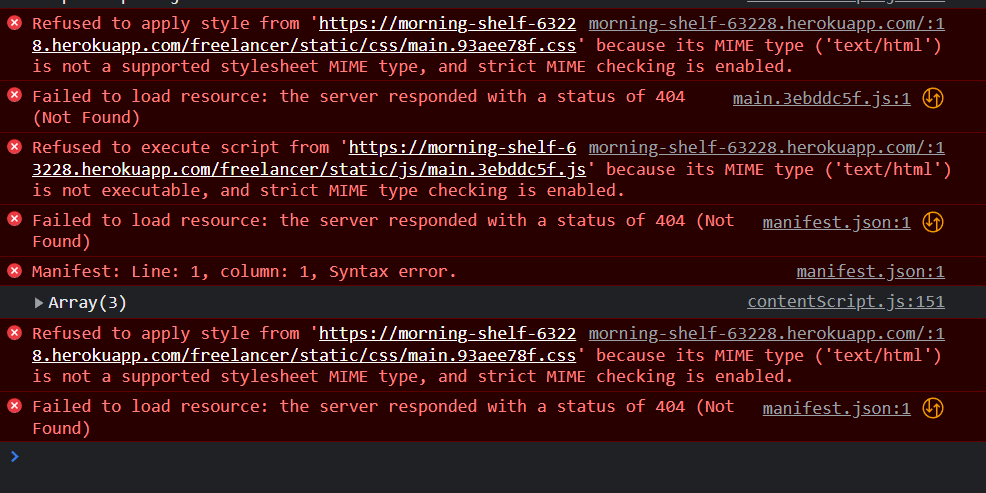 Refused to apply style from 'https://morning-shelf-6322 morning-shelf-63228.herokuapp.com/:1
8.herokuapp.com/freelancer/static/css/main.93aee78f.css' because its MIME type ('text/html')
is not a supported stylesheet MIME type, and strict MIME checking is enabled.
Failed to load resource: the server responded with a status of 404 main.3ebddc5f.js:1
(Not Found)
Refused to execute script from 'https://morning-shelf-6 morning-shelf-63228.herokuapp.com/:1
3228.herokuapp.com/freelancer/static/js/main.3ebddc5f.js' because its MIME type ('text/html')
is not executable, and strict MIME type checking is enabled.
Failed to load resource: the server responded with a status of 404 (Not manifest.json:1
Found)
Manifest: Line: 1, column: 1, Syntax error. manifest.json:1
Array(3) contentScript.js:151
Refused to apply style from 'https://morning-shelf-6322 morning-shelf-63228.herokuapp.com/:1
8.herokuapp.com/freelancer/static/css/main.93aee78f.css' because its MIME type ('text/html')
is not a supported stylesheet MIME type, and strict MIME checking is enabled.
Failed to load resource: the server responded with a status of 404 (Not manifest.json:1
Found)